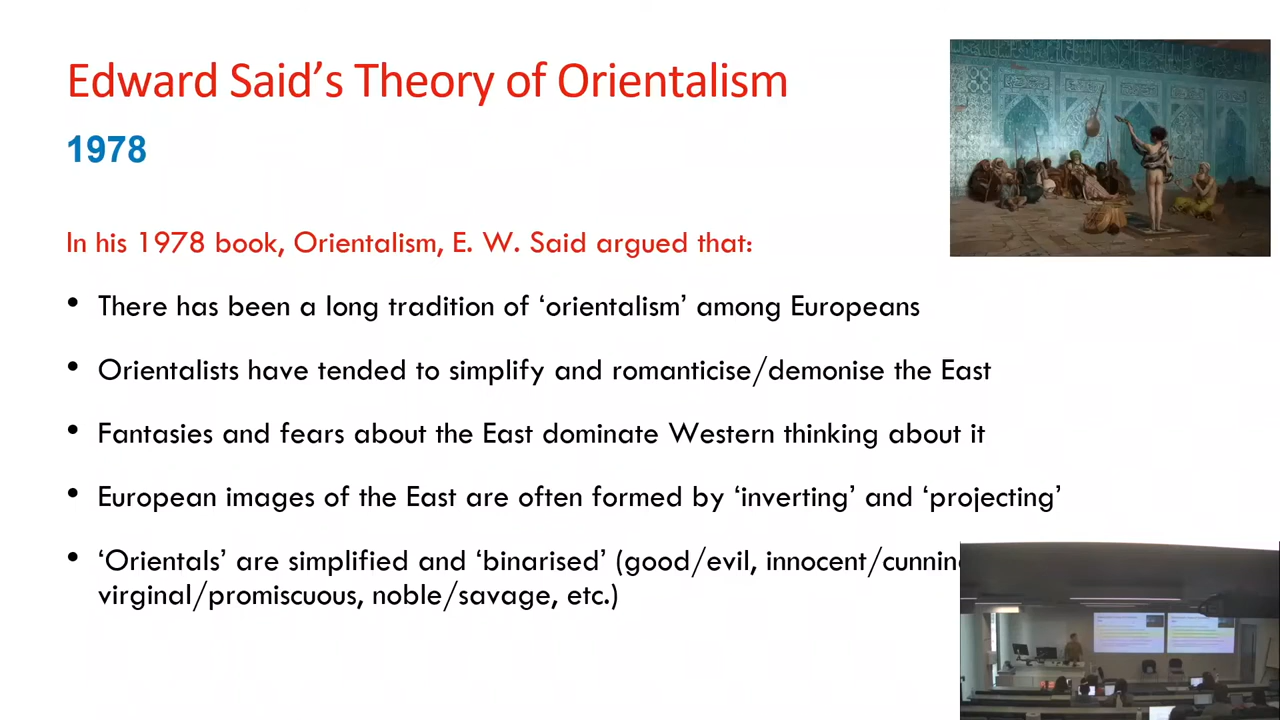 Edward Said’s Theory of Orientalism
1978
In his 1978 book, Orientalism, E. W. Said argued that:
• There has been a long tradition of ‘orientalism’ among Europeans
• Orientalists have tended to simplify and romanticise/demonise the East
• Fantasies and fears about the East dominate Western thinking about it
• European images of the East are often formed by ‘inverting’ and ‘projecting’
• ‘Orientals’ are simplified and ‘binarised’ (good/evil, innocent/cunnin
virginal/promiscuous, noble/savage, etc.)